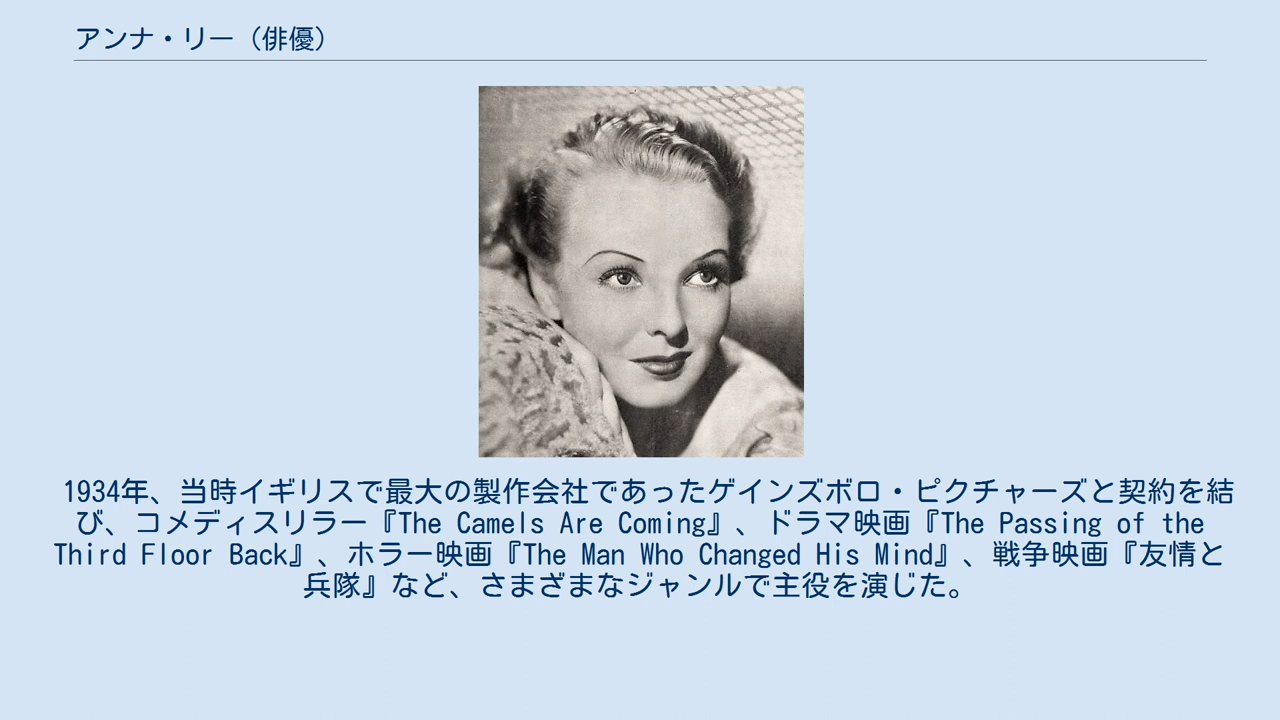 アンナ・リー（俳優）
1934年、当時イギリスで最大の製作会社であったゲインズボロ・ピクチャーズと契約を結
び、コメディスリラー『The Camels Are Coming』、ドラマ映画『The Passing of the
Third Floor Back』、ホラー映画『The Man Who Changed His Mind』、戦争映画『友情と
兵隊』など、さまざまなジャンルで主役を演じた。